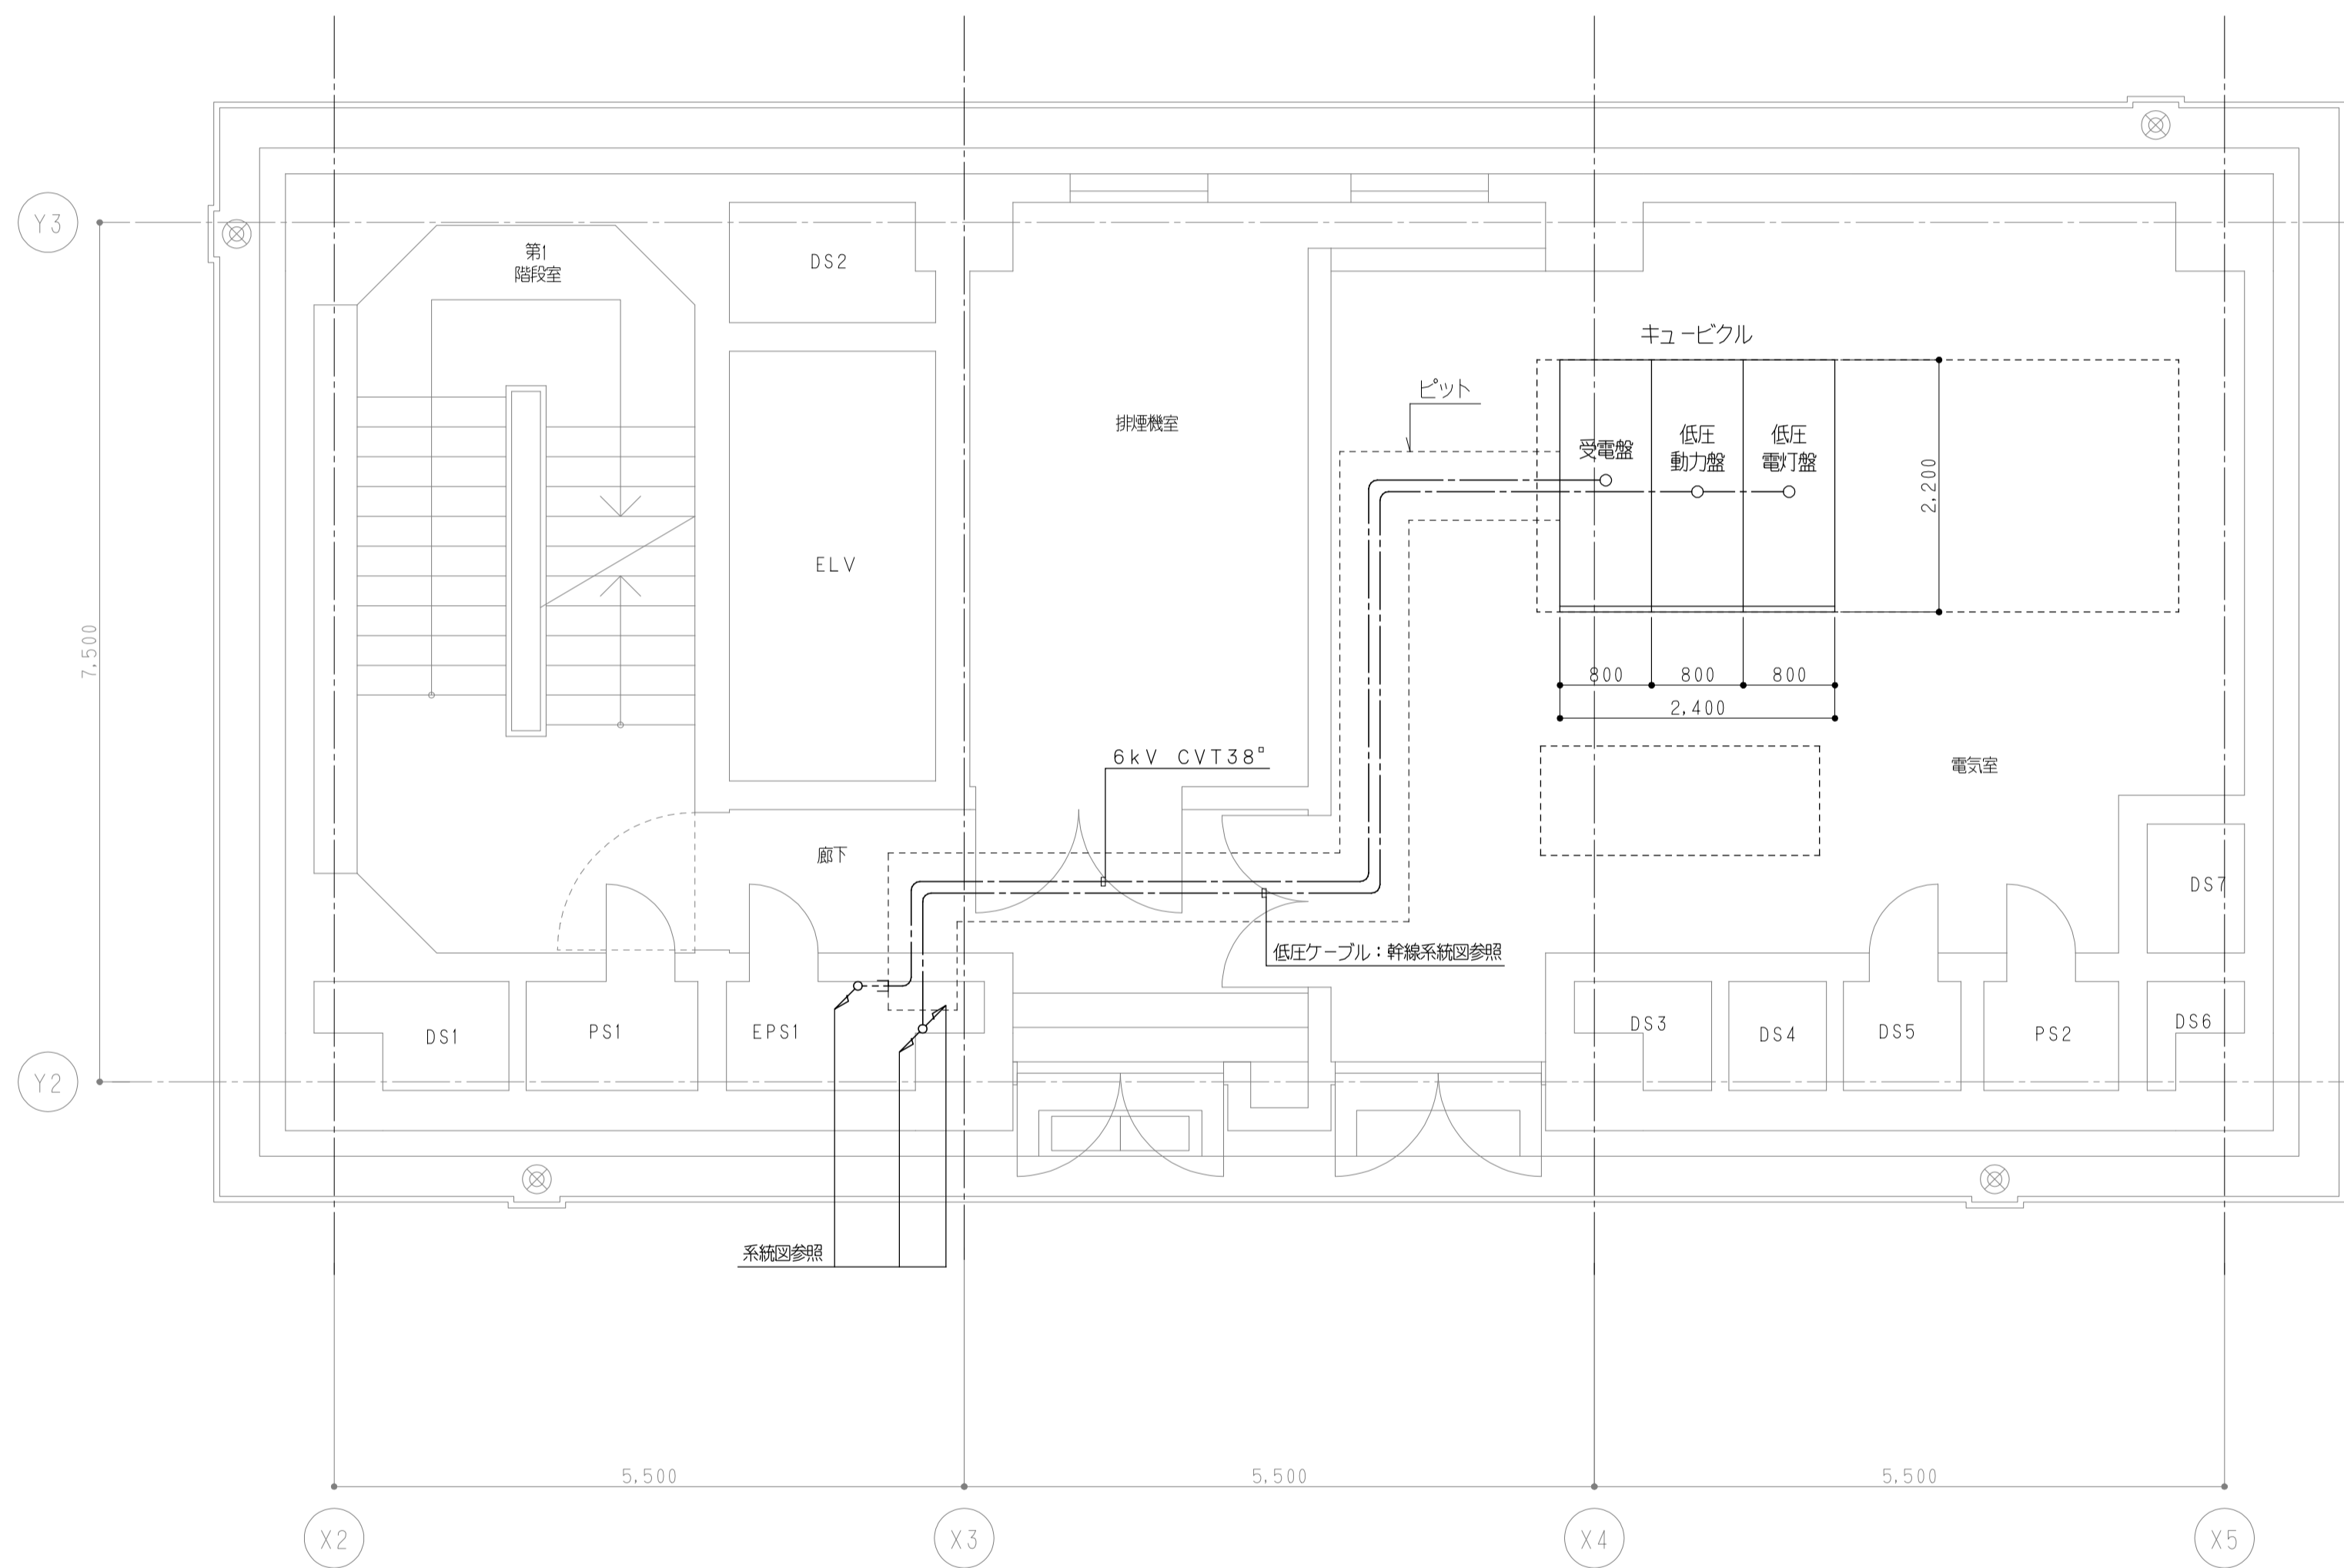 Y3
第1
階段室
DS2
キュービクル
ピット
排煙機室
受電盤
低圧
動力盤
低圧
電灯盤
2,200
ELV
7,500
800
800
800
2,400
6kV CVT38□
電気室
廊下
DS7
低圧ケーブル:幹線系統図参照
DS1
PS1
EPS1
DS3
DS4
DS5
PS2
DS6
Y2
系統図参照
5,500
5,500
5,500
X2
X3
X4
X5